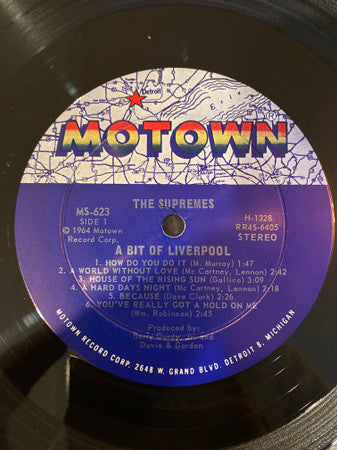 Detroit
MOTOWN
®
THE SUPREMES
MS-623
SIDE 1
℗ 1964 Motown
Record Corp.
H-1328
RR4S-6405
STEREO
A BIT OF LIVERPOOL
1. HOW DO YOU DO IT (M. Murray) 1:47
2. A WORLD WITHOUT LOVE (Mc Cartney, Lennon) 2:42
3. HOUSE OF THE RISING SUN (Gallico) 3:09
4. A HARD DAYS NIGHT (Mc Cartney, Lennon) 2:18
5. BECAUSE (Dave Clark) 2:26
6. YOU'VE REALLY GOT A HOLD ON ME
(Wm. Robinson) 2:45
Produced by:
Berry Gordy, Jr. and
Davis & Gordon
MOTOWN RECORD CORP. 2648 W. GRAND BLVD. DETROIT 8, MICHIGAN